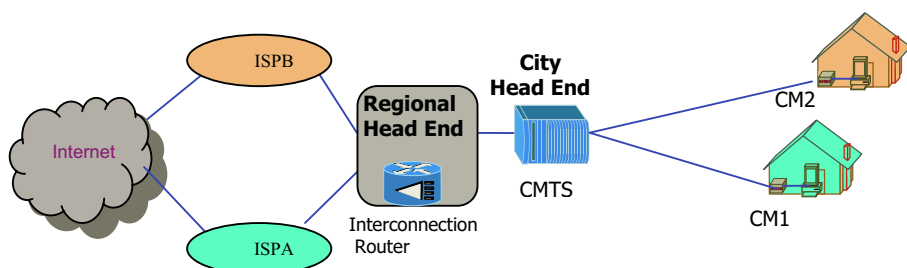 ISPB
Internet
ISPA
Regional
Head End
Interconnection
Router
City
Head End
CMTS
CM2
CM1